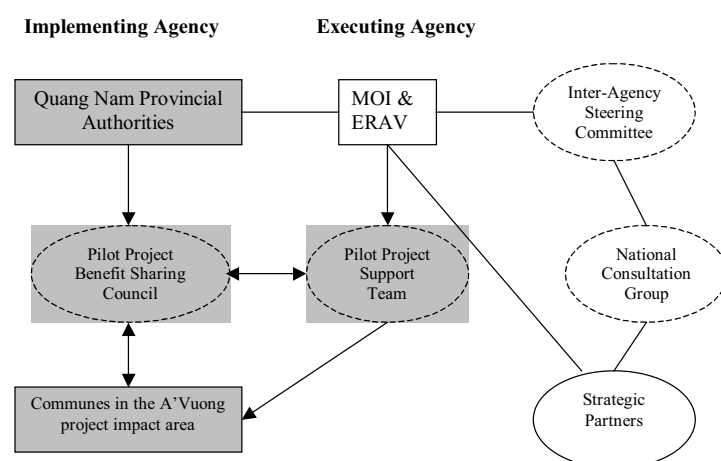 Implementing Agency
Executing Agency
Quang Nam Provincial
Authorities
MOI &
ERAV
Inter-Agency
Steering
Committee
Pilot Project
Benefit Sharing
Council
Pilot Project
Support
Team
National
Consultation
Group
Communes in the A'Vuong
project impact area
Strategic
Partners